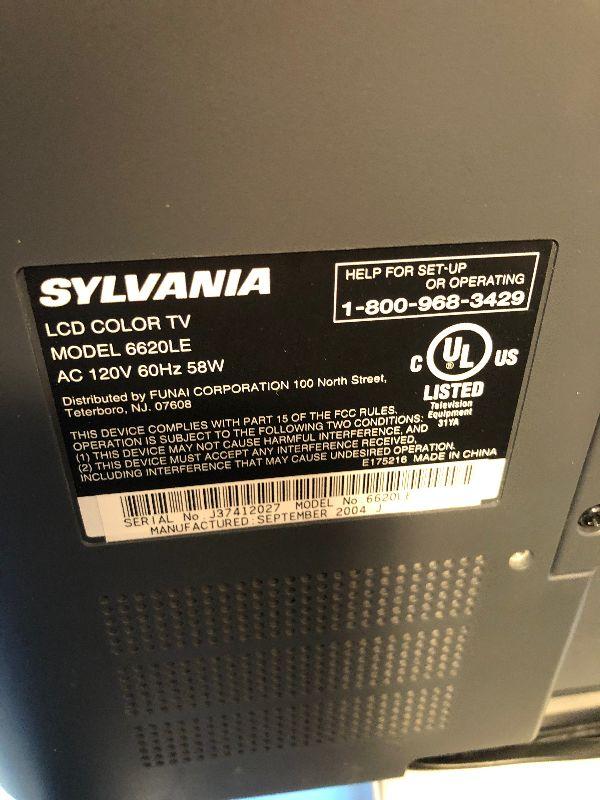 SYLVANIA
LCD COLOR TV
MODEL 6620LE
AC 120V 60Hz 58W
HELP FOR SET-UP
OR OPERATING
1-800-968-3429
C UL US
LISTED
Television
Equipment
31YA
Distributed by FUNAI CORPORATION 100 North Street,
Teterboro, NJ. 07608
THIS DEVICE COMPLIES WITH PART 15 OF THE FCC RULES.
OPERATION IS SUBJECT TO THE FOLLOWING TWO CONDITIONS:
(1) THIS DEVICE MAY NOT CAUSE HARMFUL INTERFERENCE, AND
(2) THIS DEVICE MUST ACCEPT ANY INTERFERENCE RECEIVED,
INCLUDING INTERFERENCE THAT MAY CAUSE UNDESIRED OPERATION.
E175216 MADE IN CHINA
SERIAL No J37412027 MODEL No 6620LE
MANUFACTURED:SEPTEMBER 2004 J